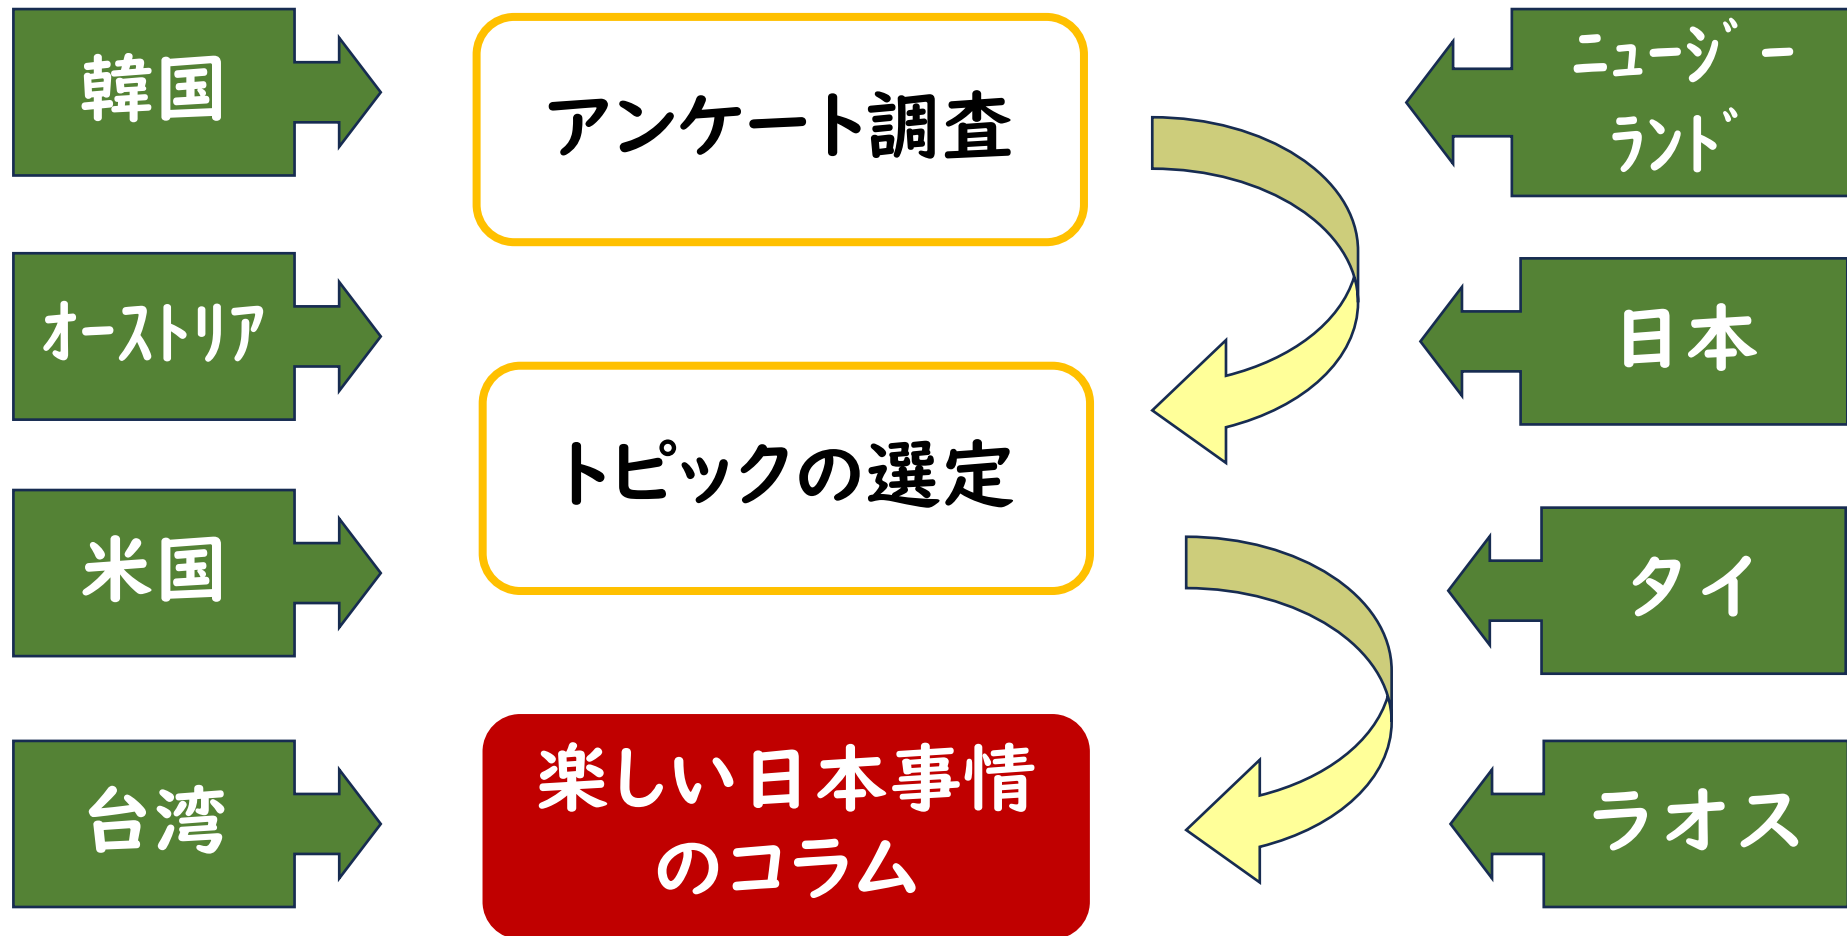 韓国
オーストリア
米国
台湾
アンケート調査
トピックの選定
楽しい日本事情
のコラム
ニュージー
ランド
日本
タイ
ラオス